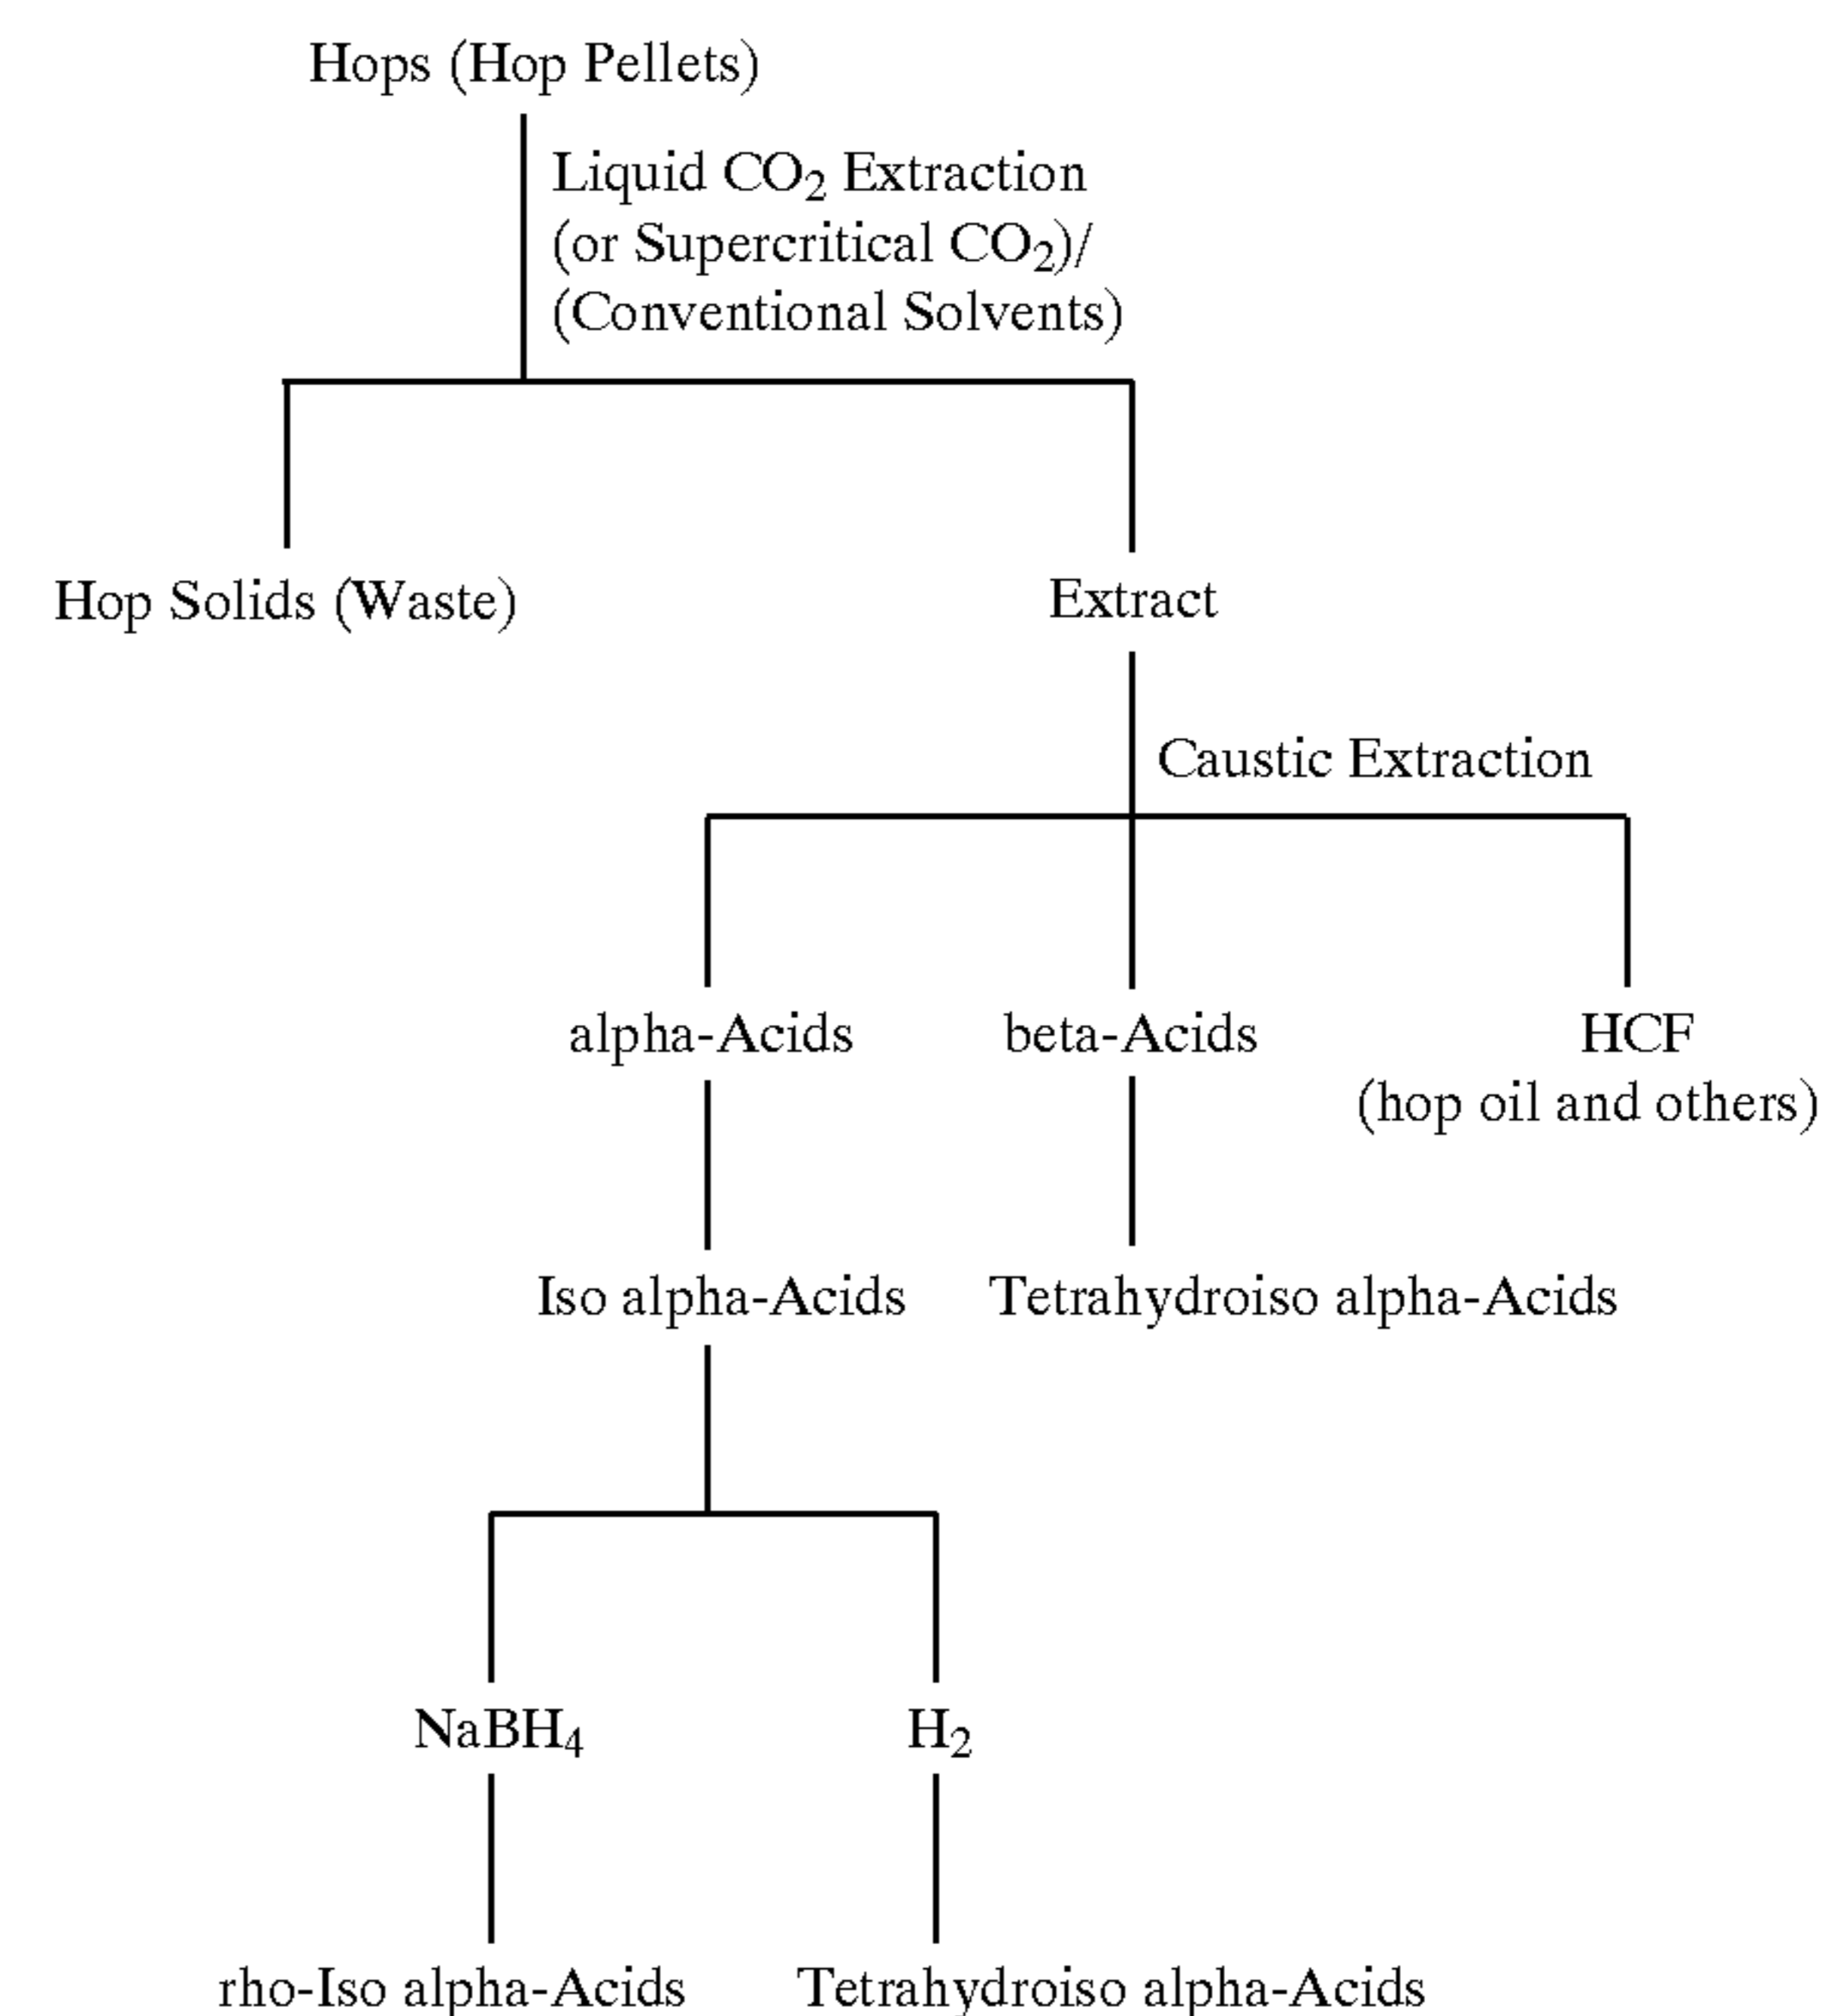 Hops (Hop Pellets)
Liquid CO₂ Extraction
(or Supercritical CO₂)/
(Conventional Solvents)
Hop Solids (Waste)
Extract
Caustic Extraction
alpha-Acids
beta-Acids
HCF
(hop oil and others)
Iso alpha-Acids
Tetrahydroiso alpha-Acids
NaBH₄
H₂
rho-Iso alpha-Acids
Tetrahydroiso alpha-Acids